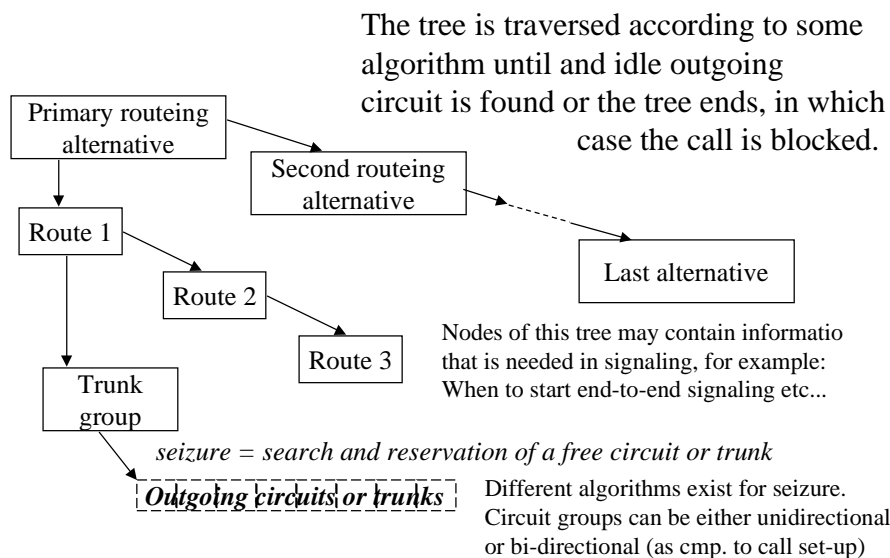 The tree is traversed according to some
algorithm until and idle outgoing
circuit is found or the tree ends, in which
case the call is blocked.
Primary routeing
alternative
Second routeing
alternative
Route 1
Last alternative
Route 2
Route 3
Nodes of this tree may contain informatio
that is needed in signaling, for example:
When to start end-to-end signaling etc...
Trunk
group
seizure = search and reservation of a free circuit or trunk
Outgoing circuits or trunks
Different algorithms exist for seizure.
Circuit groups can be either unidirectional
or bi-directional (as cmp. to call set-up)